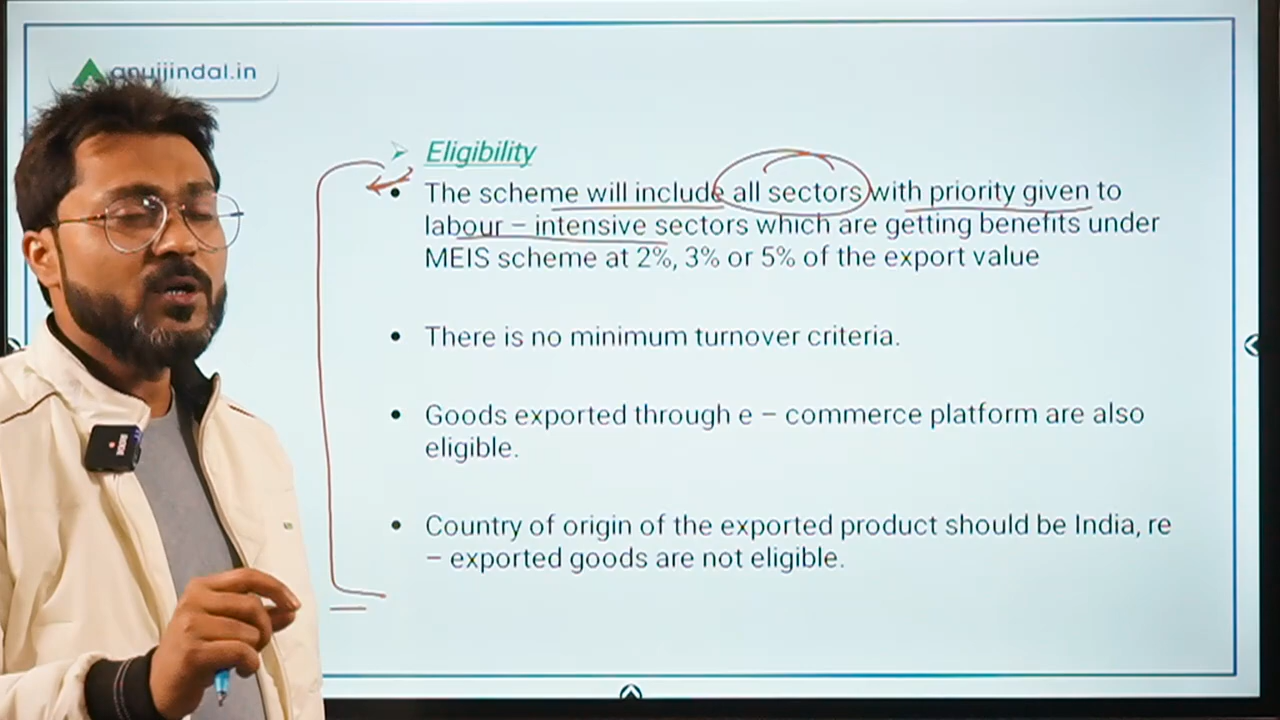 anujjindal.in
Eligibility
The scheme will include all sectors with priority given to
labour – intensive sectors which are getting benefits under
MEIS scheme at 2%, 3% or 5% of the export value
There is no minimum turnover criteria.
Goods exported through e – commerce platform are also
eligible.
Country of origin of the exported product should be India, re
– exported goods are not eligible.